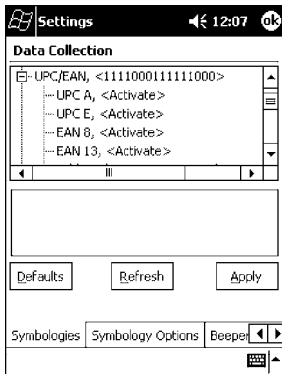 Settings 12:07 ok
Data Collection
UPC/EAN, <1111000111111000>
UPC A, <Activate>
UPC E, <Activate>
EAN 8, <Activate>
EAN 13, <Activate>
Defaults Refresh Apply
Symbologies Symbology Options Beeper